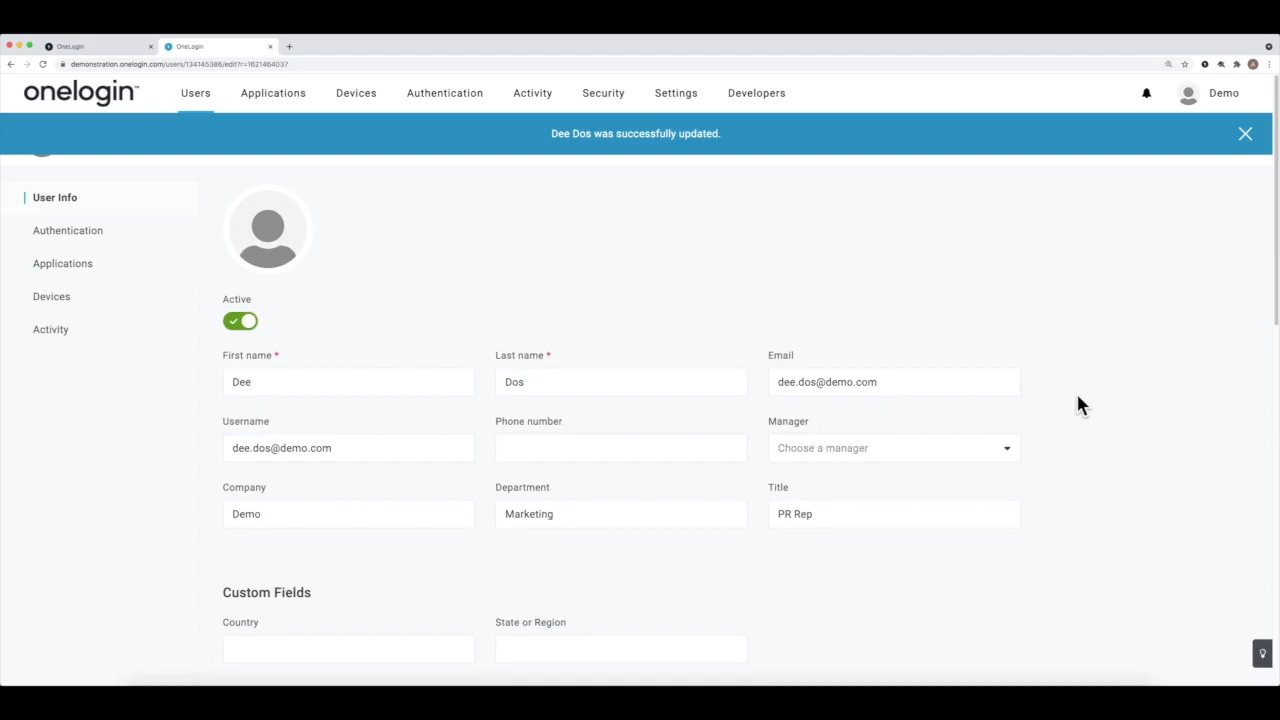 OneLogin
OneLogin
demonstration.onelogin.com/users/134145386/edit?r=1621464037
onelogin™
Users
Applications
Devices
Authentication
Activity
Security
Settings
Developers
Demo
Dee Dos was successfully updated.
User Info
Authentication
Applications
Devices
Activity
Active
First name *
Last name *
Email
Dee
Dos
dee.dos@demo.com
Username
Phone number
Manager
dee.dos@demo.com
Choose a manager
Company
Department
Title
Demo
Marketing
PR Rep
Custom Fields
Country
State or Region